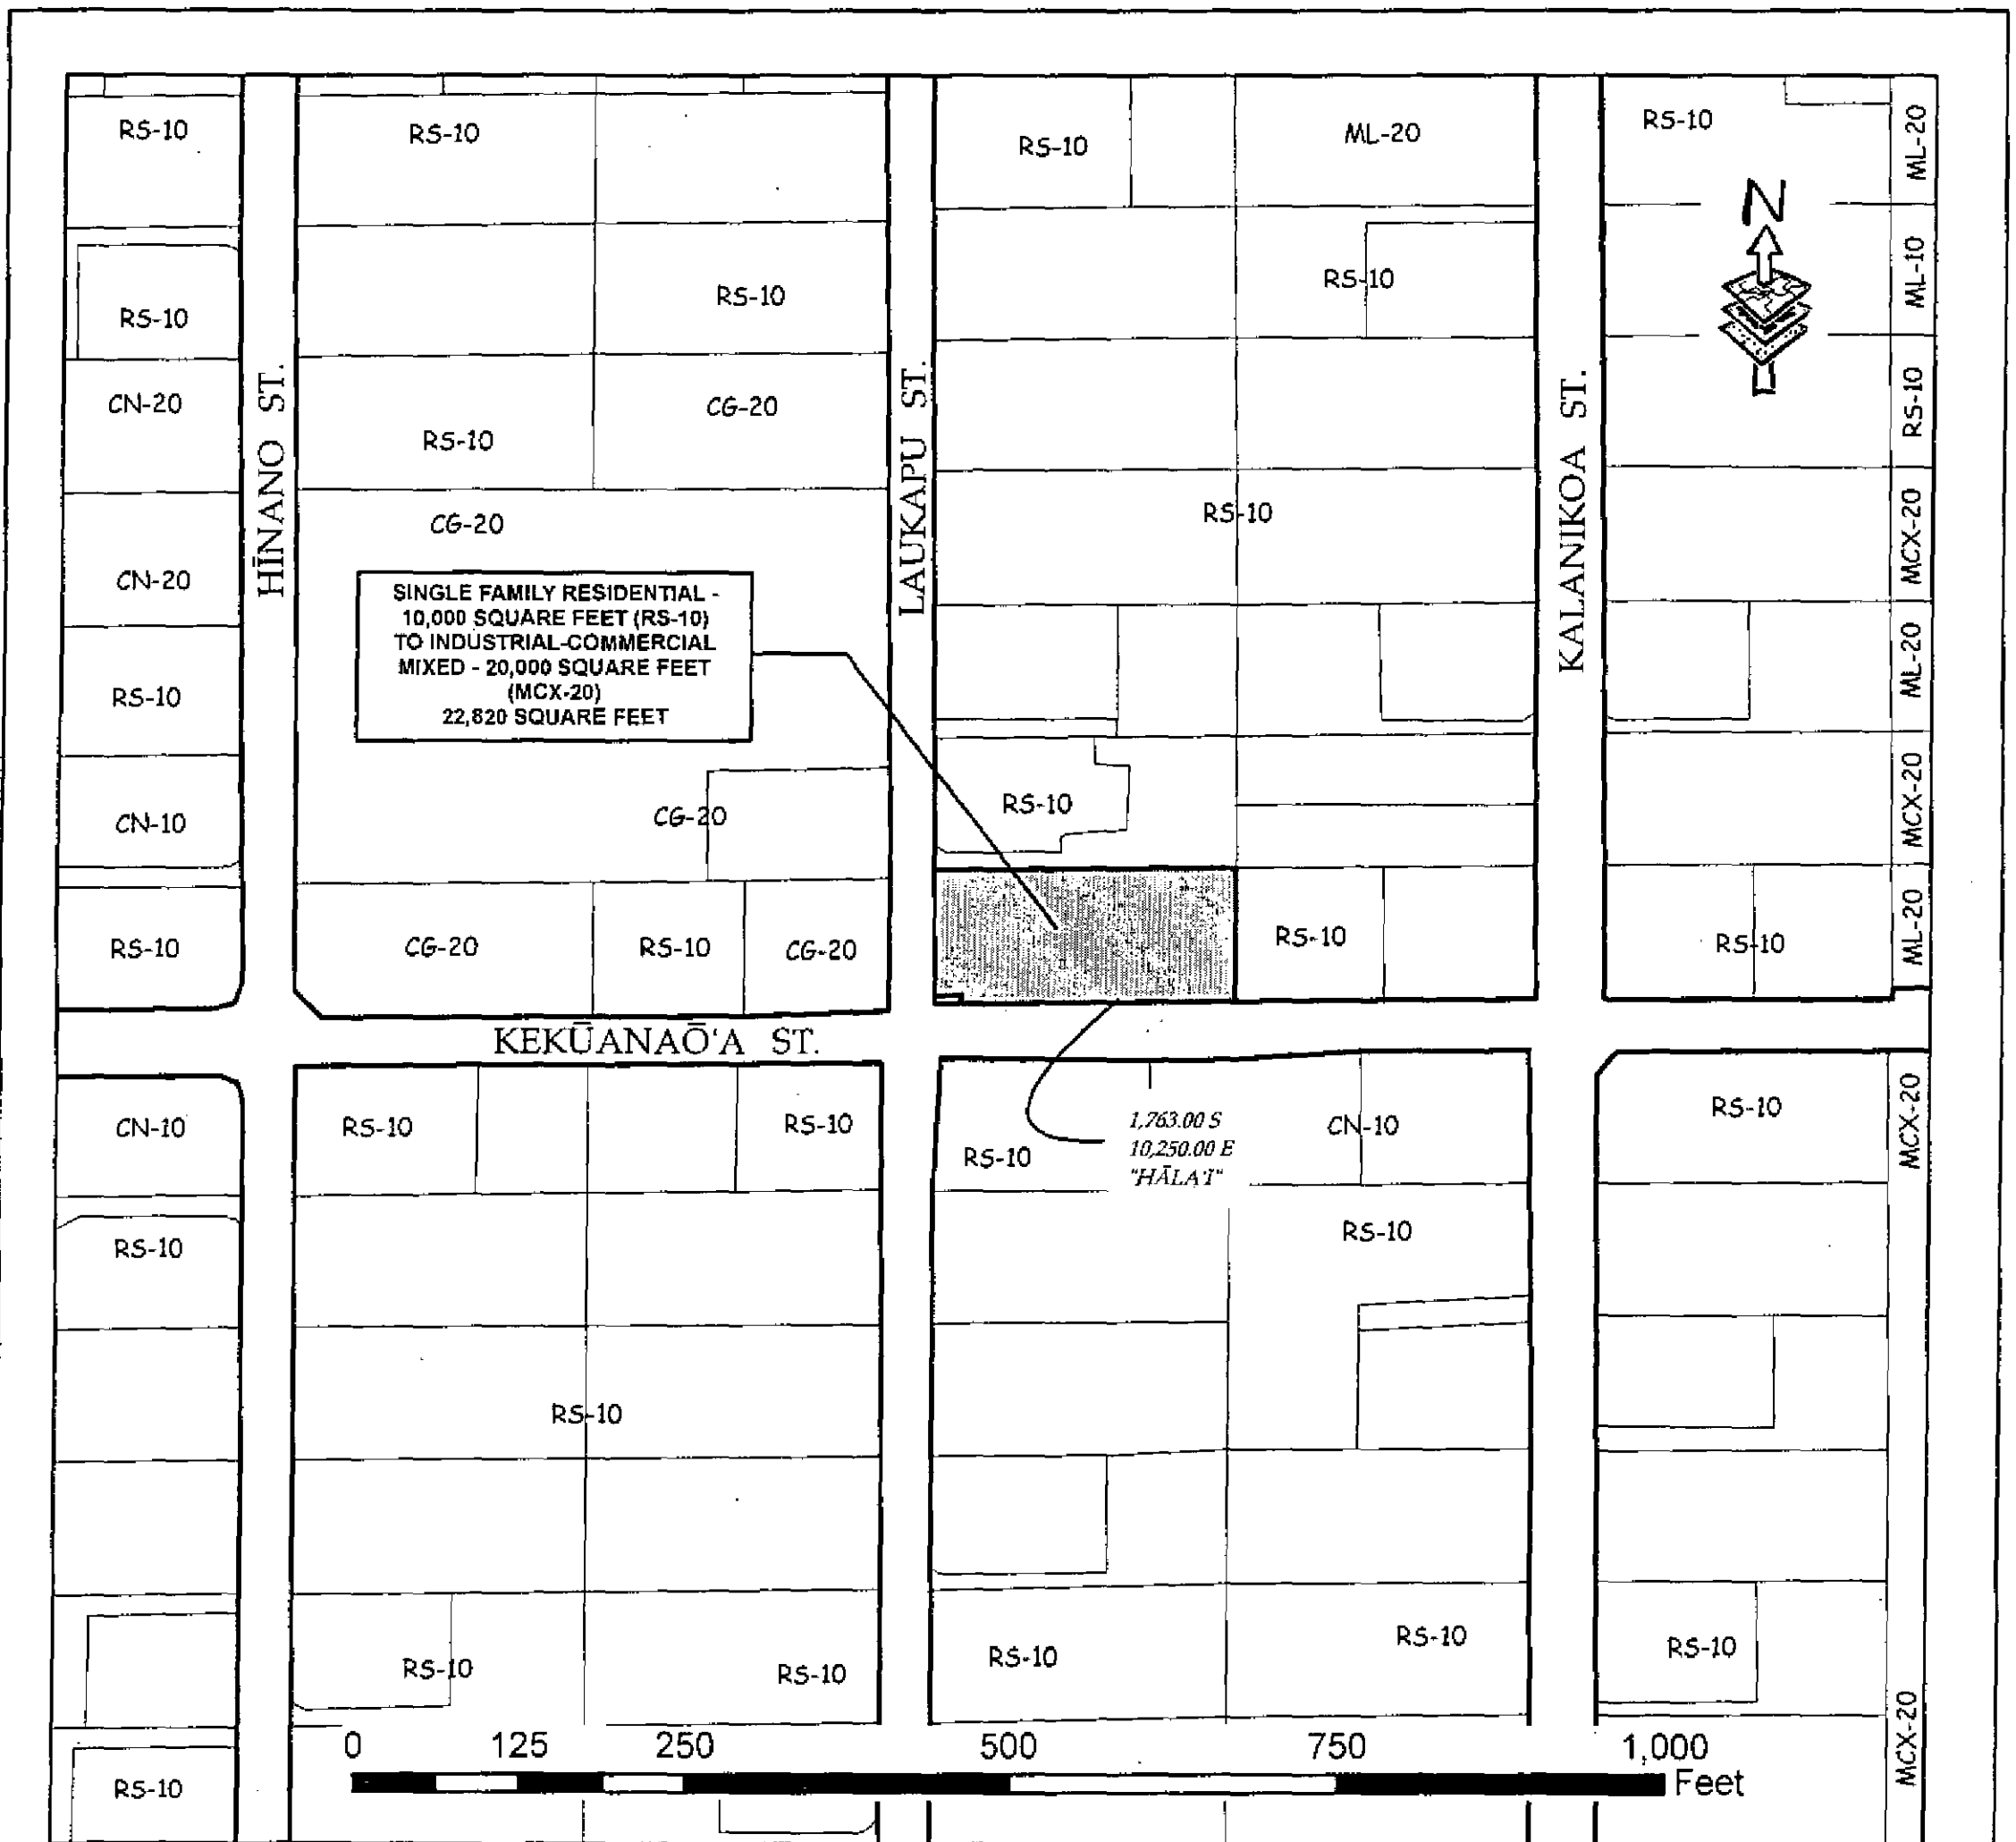 RS-10
RS-10
RS-10
ML-20
RS-10
ML-20
N
RS-10
RS-10
RS-10
ML-10
CN-20
HĪNANO ST.
RS-10
CG-20
LAUKAPU ST.
KALANIKOA ST.
RS-10
CG-20
RS-10
MCX-20
CN-20
SINGLE FAMILY RESIDENTIAL -
10,000 SQUARE FEET (RS-10)
TO INDUSTRIAL-COMMERCIAL
MIXED - 20,000 SQUARE FEET
(MCX-20)
22,820 SQUARE FEET
RS-10
ML-20
CN-10
CG-20
RS-10
MCX-20
RS-10
CG-20
RS-10
CG-20
RS-10
RS-10
ML-20
KEKŪANAŌ'A ST.
CN-10
RS-10
RS-10
RS-10
1,763.00 S
10,250.00 E
"HĀLA'I"
CN-10
RS-10
MCX-20
RS-10
RS-10
RS-10
RS-10
RS-10
RS-10
RS-10
RS-10
MCX-20
0 125 250 500 750 1,000
Feet
RS-10